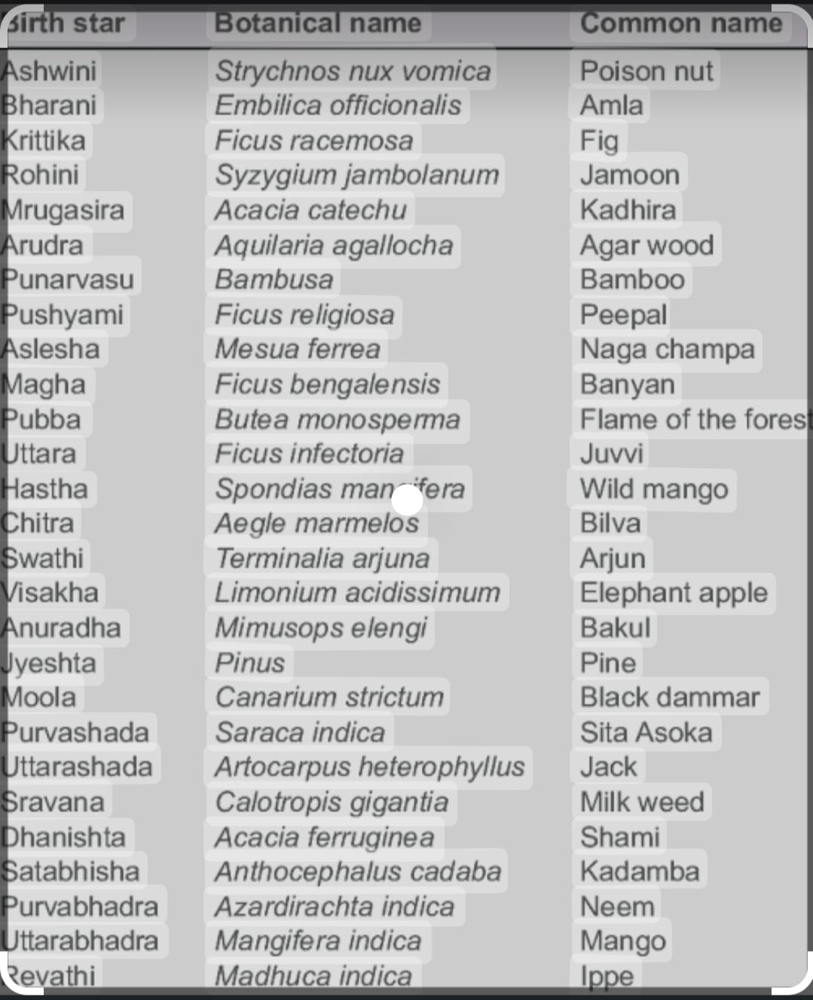 Birth star Botanical name Common name
Ashwini Strychnos nux vomica Poison nut
Bharani Embilica officionalis Amla
Krittika Ficus racemosa Fig
Rohini Syzygium jambolanum Jamoon
Mrugasira Acacia catechu Kadhira
Arudra Aquilaria agallocha Agar wood
Punarvasu Bambusa Bamboo
Pushyami Ficus religiosa Peepal
Aslesha Mesua ferrea Naga champa
Magha Ficus bengalensis Banyan
Pubba Butea monosperma Flame of the forest
Uttara Ficus infectoria Juvvi
Hastha Spondias mangifera Wild mango
Chitra Aegle marmelos Bilva
Swathi Terminalia arjuna Arjun
Visakha Limonium acidissimum Elephant apple
Anuradha Mimusops elengi Bakul
Jyeshta Pinus Pine
Moola Canarium strictum Black dammar
Purvashada Saraca indica Sita Asoka
Uttarashada Artocarpus heterophyllus Jack
Sravana Calotropis gigantia Milk weed
Dhanishta Acacia ferruginea Shami
Satabhisha Anthocephalus cadaba Kadamba
Purvabhadra Azardirachta indica Neem
Uttarabhadra Mangifera indica Mango
Revathi Madhuca indica Ippe